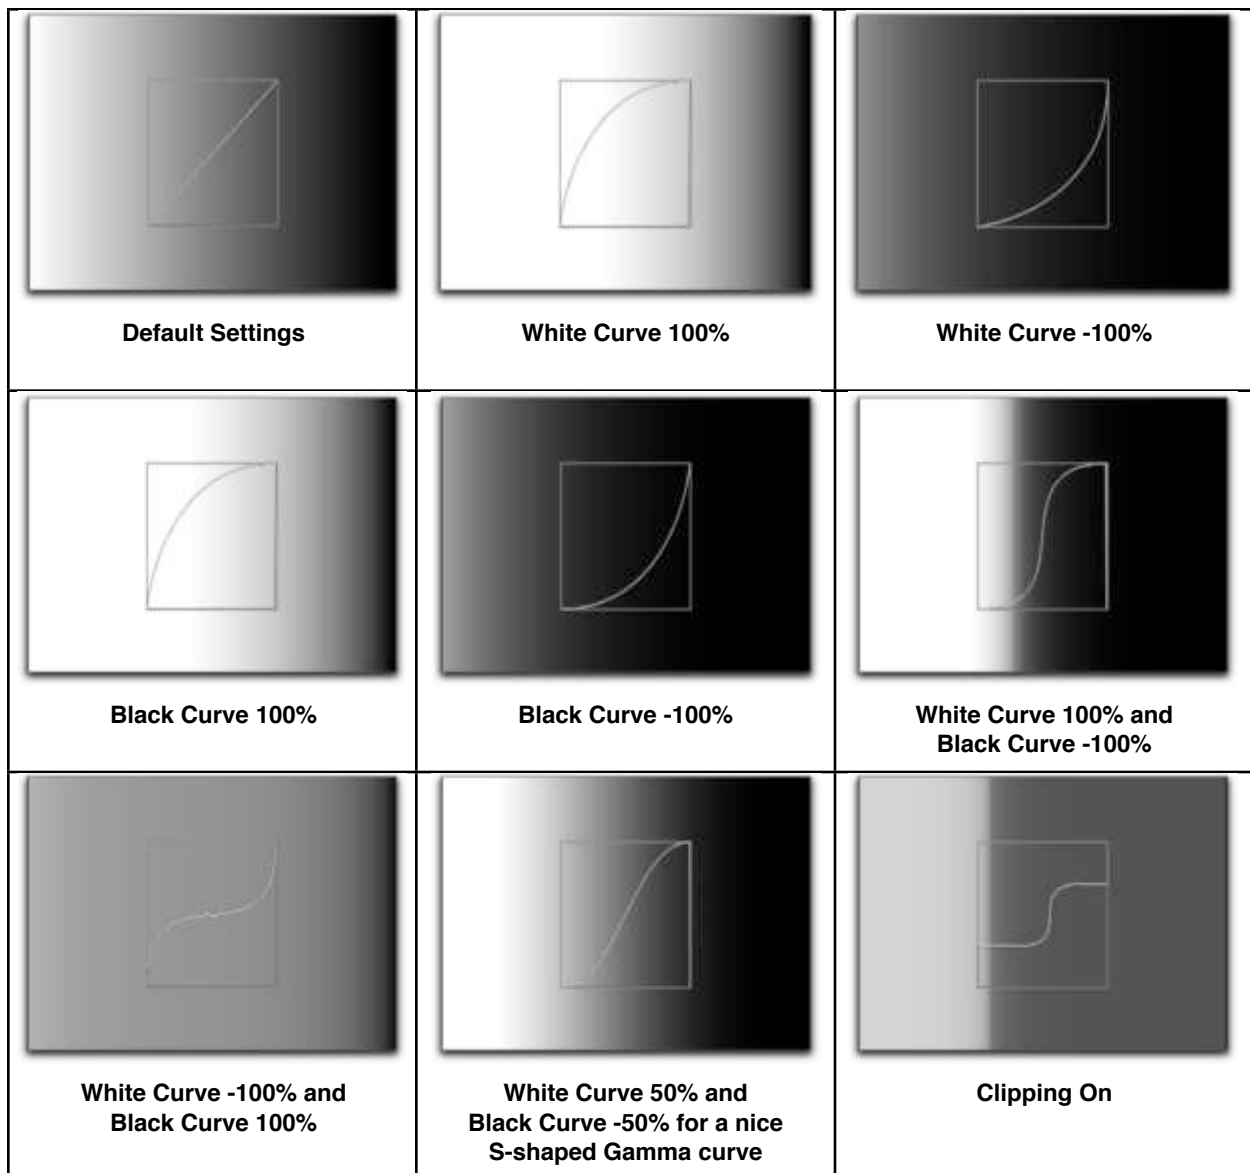 Default Settings
White Curve 100%
White Curve -100%
Black Curve 100%
Black Curve -100%
White Curve 100% and
Black Curve -100%
White Curve -100% and
Black Curve 100%
White Curve 50% and
Black Curve -50% for a nice
S-shaped Gamma curve
Clipping On